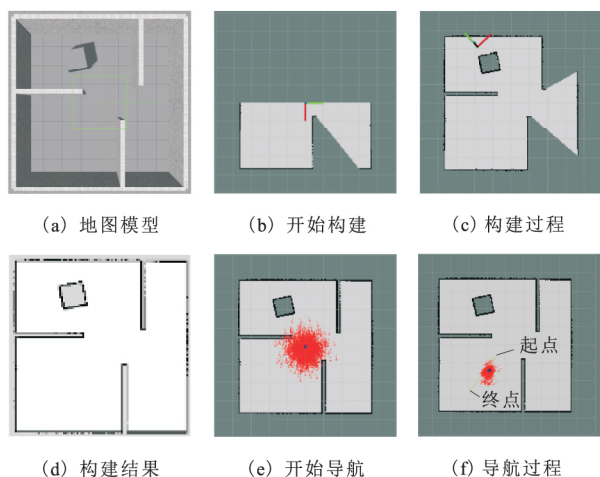 (a) 地图模型
(b) 开始构建
(c) 构建过程
起点
终点
(d) 构建结果
(e) 开始导航
(f) 导航过程